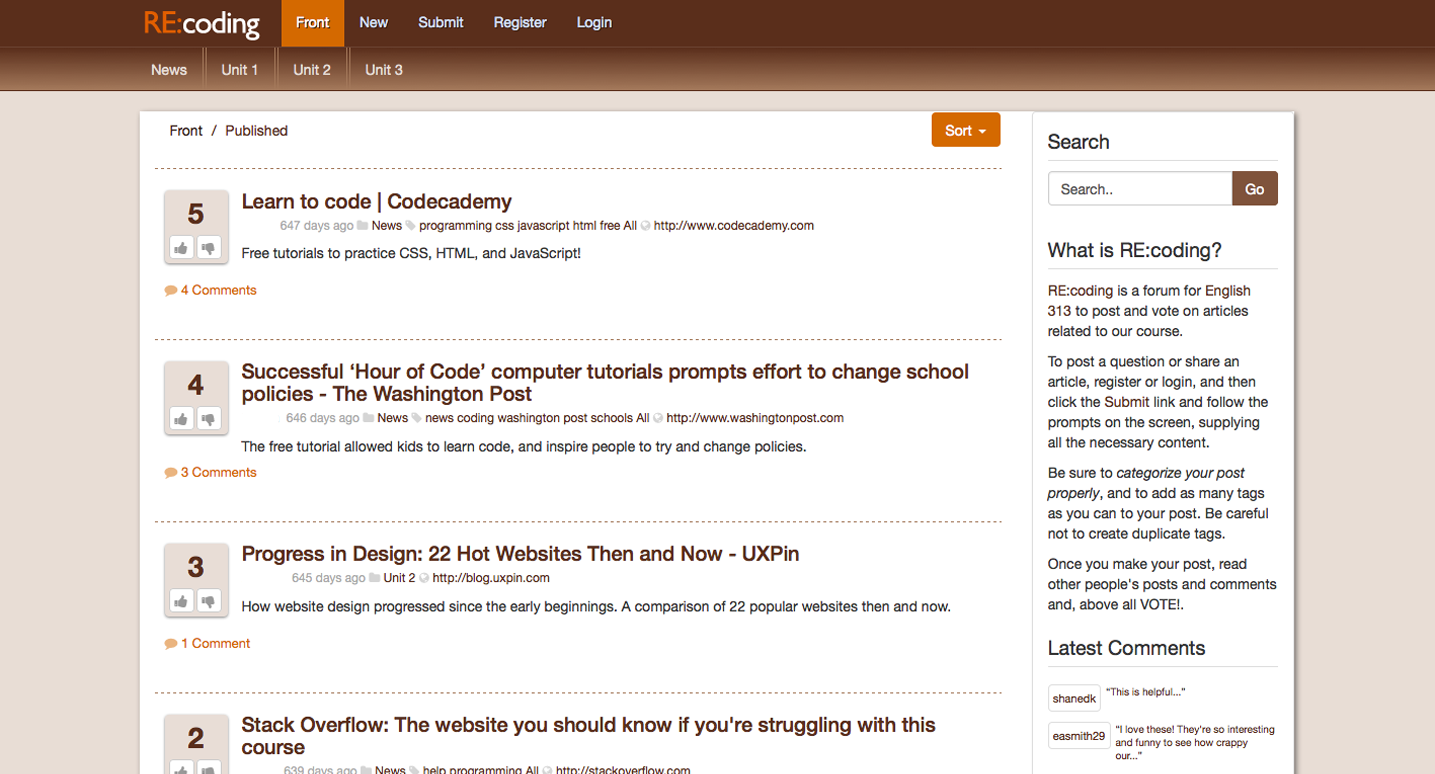 RE:coding
Front New Submit Register Login
News Unit 1 Unit 2 Unit 3
Front / Published
Sort
5
Learn to code | Codecademy
647 days ago News programming css javascript html free All http://www.codecademy.com
Free tutorials to practice CSS, HTML, and JavaScript!
4 Comments
4
Successful ‘Hour of Code’ computer tutorials prompts effort to change school
policies - The Washington Post
646 days ago News news coding washington post schools All http://www.washingtonpost.com
The free tutorial allowed kids to learn code, and inspire people to try and change policies.
3 Comments
3
Progress in Design: 22 Hot Websites Then and Now - UXPin
645 days ago Unit 2 http://blog.uxpin.com
How website design progressed since the early beginnings. A comparison of 22 popular websites then and now.
1 Comment
2
Stack Overflow: The website you should know if you're struggling with this
course
639 days ago News help programming All http://stackoverflow.com
Search
Search..
Go
What is RE:coding?
RE:coding is a forum for English
313 to post and vote on articles
related to our course.
To post a question or share an
article, register or login, and then
click the Submit link and follow the
prompts on the screen, supplying
all the necessary content.
Be sure to categorize your post
properly, and to add as many tags
as you can to your post. Be careful
not to create duplicate tags.
Once you make your post, read
other people's posts and comments
and, above all VOTE!.
Latest Comments
shanedk
"This is helpful..."
easmith29
"I love these! They're so interesting
and funny to see how crappy
our..."